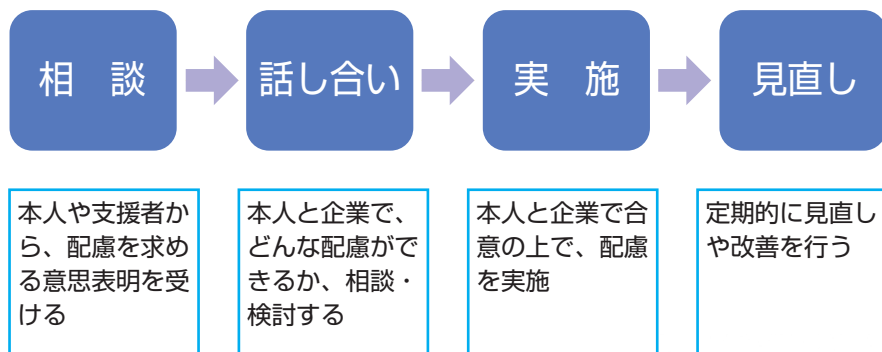 相　談
話し合い
実　施
見直し
本人や支援者か
ら、配慮を求め
る意思表明を受
ける
本人と企業で、
どんな配慮がで
きるか、相談・
検討する
本人と企業で合
意の上で、配慮
を実施
定期的に見直し
や改善を行う